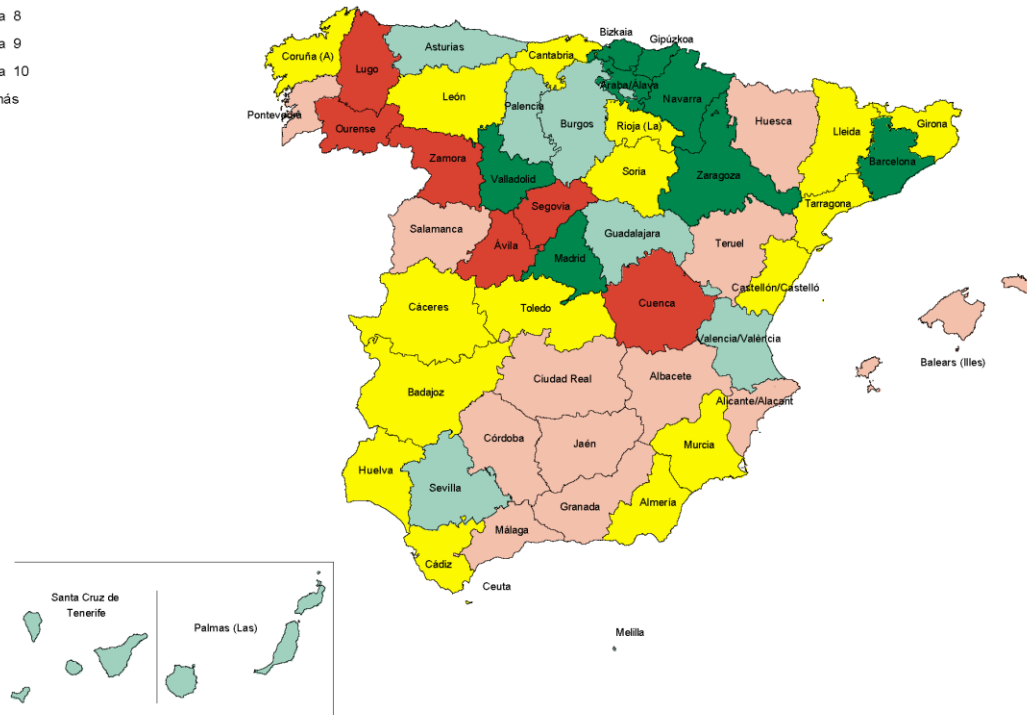 a 8
a 9
a 10
más
Bizkaia
Gipúzkoa
Asturias
Cantabria
Coruña (A)
Lugo
León
Palencia
Burgos
Araba/Álava
Navarra
Huesca
Lleida
Girona
Pontevedra
Ourense
Rioja (La)
Barcelona
Zamora
Valladolid
Soria
Zaragoza
Tarragona
Segovia
Salamanca
Guadalajara
Teruel
Ávila
Madrid
Castellón/Castelló
Cáceres
Toledo
Cuenca
Valencia/València
Balears (Illes)
Ciudad Real
Albacete
Badajoz
Alicante/Alacant
Córdoba
Jaén
Murcia
Huelva
Sevilla
Granada
Almería
Málaga
Cádiz
Ceuta
Melilla
Santa Cruz de
Tenerife
Palmas (Las)